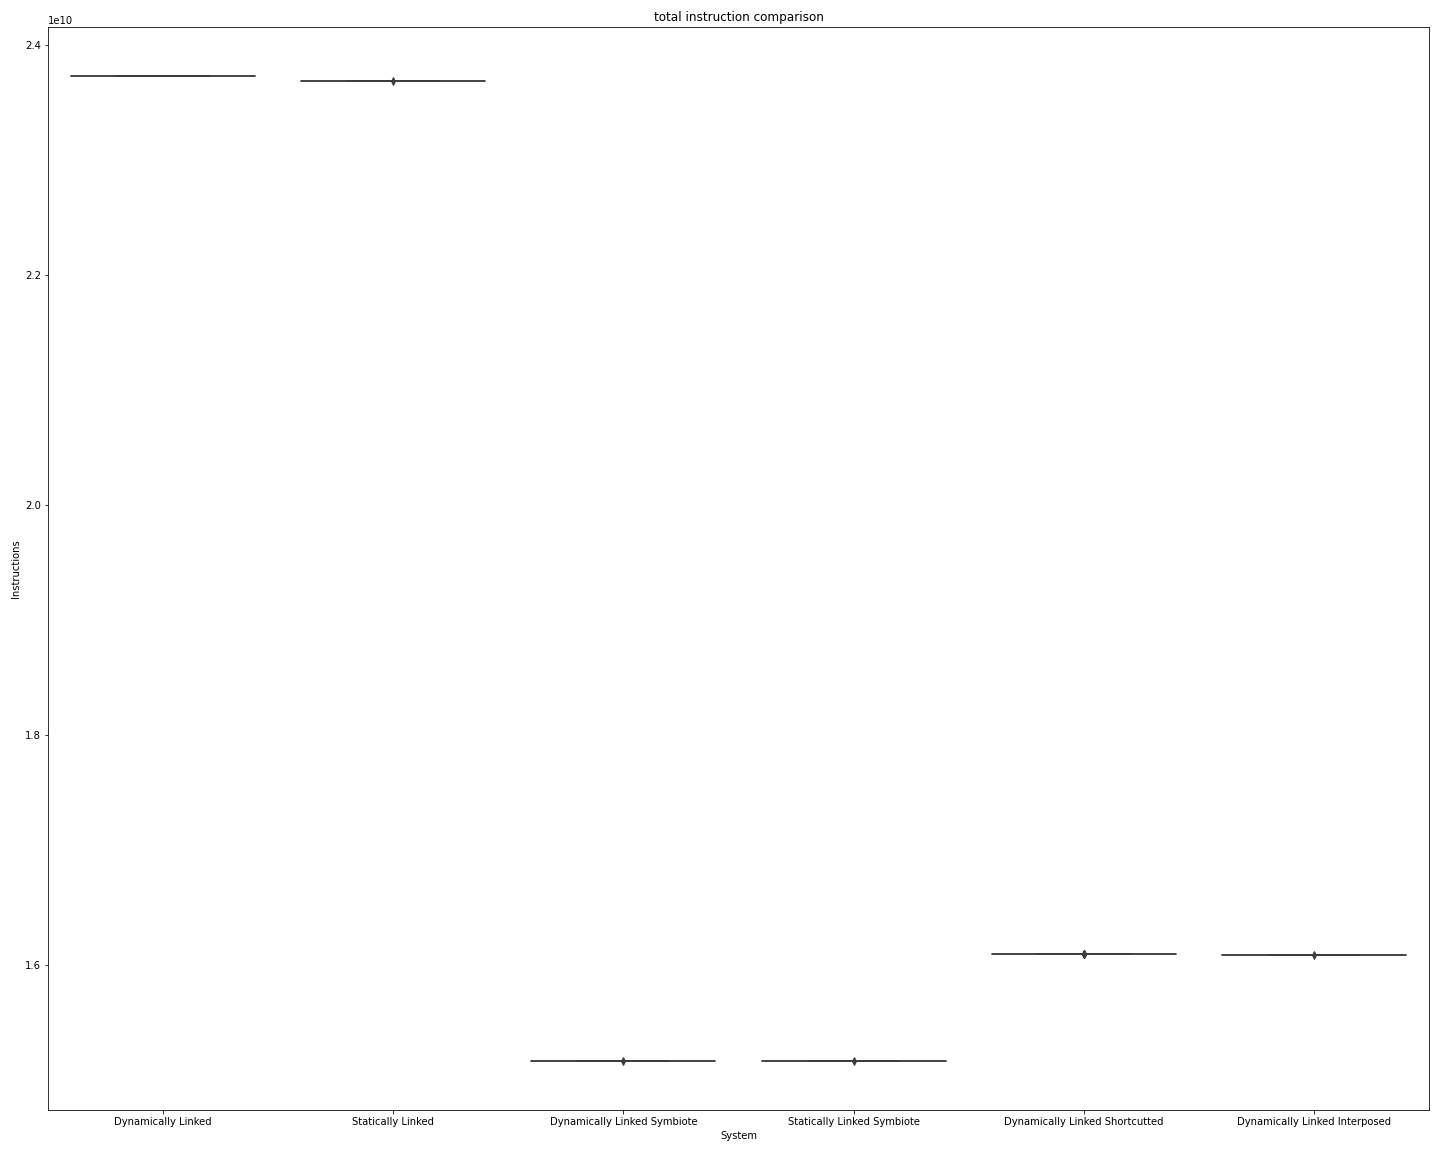 total instruction comparison
1e10
2.4
2.2
2.0
1.8
1.6
Instructions
Dynamically Linked
Statically Linked
Dynamically Linked Symbiote
Statically Linked Symbiote
Dynamically Linked Shortcutted
Dynamically Linked Interposed
System